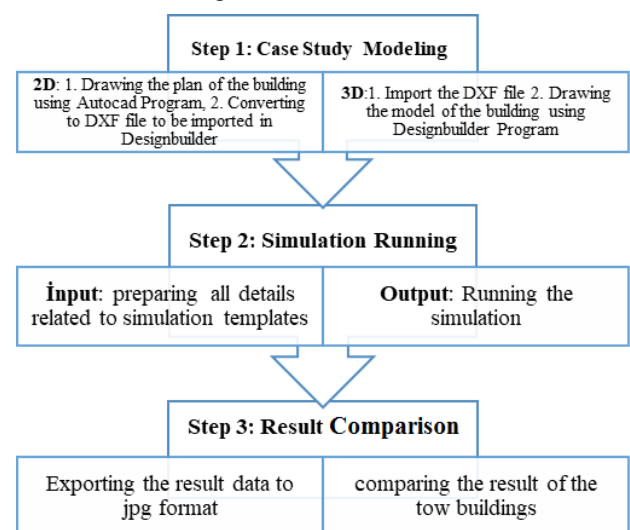 Step 1: Case Study Modeling
2D: 1. Drawing the plan of the building
using Autocad Program, 2. Converting
to DXF file to be imported in
Designbuilder
3D:1. Import the DXF file 2. Drawing
the model of the building using
Designbuilder Program
Step 2: Simulation Running
İnput: preparing all details
related to simulation templates
Output: Running the
simulation
Step 3: Result Comparison
Exporting the result data to
jpg format
comparing the result of the
tow buildings